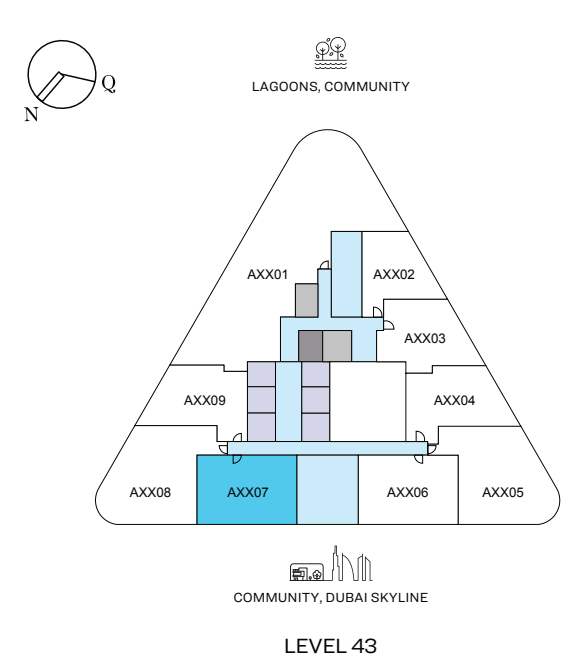 Q
N
LAGOONS, COMMUNITY
AXX01
AXX02
AXX03
AXX09
AXX04
AXX08
AXX07
AXX06
AXX05
COMMUNITY, DUBAI SKYLINE
LEVEL 43